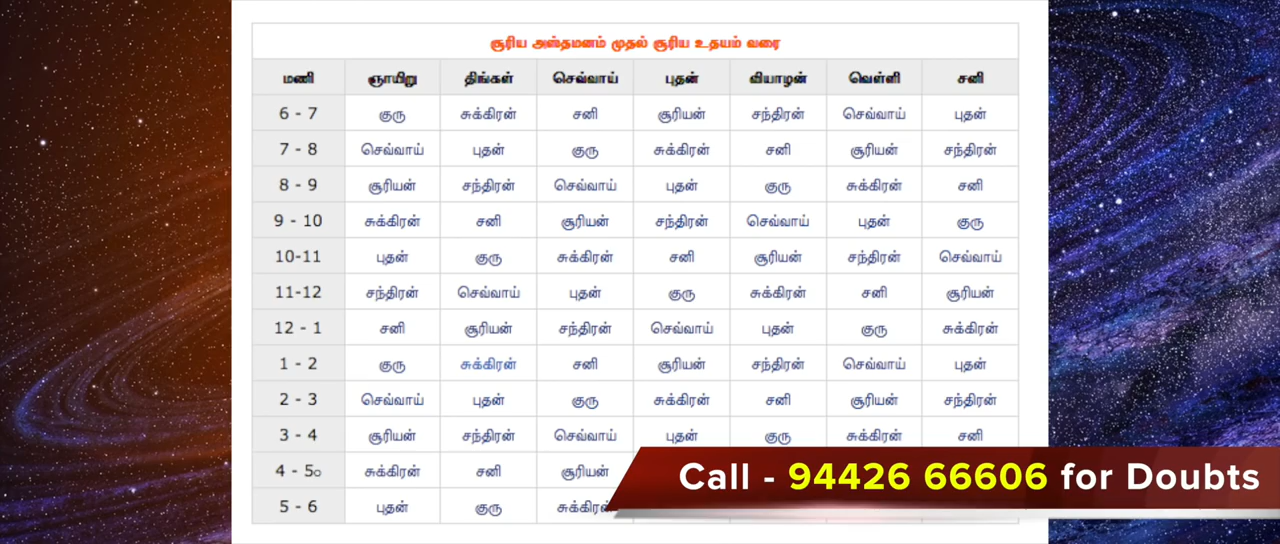 சூரிய அஸ்தமனம் முதல் சூரிய உதயம் வரை
மணி ஞாயிறு திங்கள் செவ்வாய் புதன் வியாழன் வெள்ளி சனி
6 - 7 குரு சுக்கிரன் சனி சூரியன் சந்திரன் செவ்வாய் புதன்
7 - 8 செவ்வாய் புதன் குரு சுக்கிரன் சனி சூரியன் சந்திரன்
8 - 9 சூரியன் சந்திரன் செவ்வாய் புதன் குரு சுக்கிரன் சனி
9 - 10 சுக்கிரன் சனி சூரியன் சந்திரன் செவ்வாய் புதன் குரு
10-11 புதன் குரு சுக்கிரன் சனி சூரியன் சந்திரன் செவ்வாய்
11-12 சந்திரன் செவ்வாய் புதன் குரு சுக்கிரன் சனி சூரியன்
12 - 1 சனி சூரியன் சந்திரன் செவ்வாய் புதன் குரு சுக்கிரன்
1 - 2 குரு சுக்கிரன் சனி சூரியன் சந்திரன் செவ்வாய் புதன்
2 - 3 செவ்வாய் புதன் குரு சுக்கிரன் சனி சூரியன் சந்திரன்
3 - 4 சூரியன் சந்திரன் செவ்வாய் புதன் குரு சுக்கிரன் சனி
4 - 5௦ சுக்கிரன் சனி சூரியன்
5 - 6 புதன் குரு சுக்கிரன்
Call - 94426 66606 for Doubts